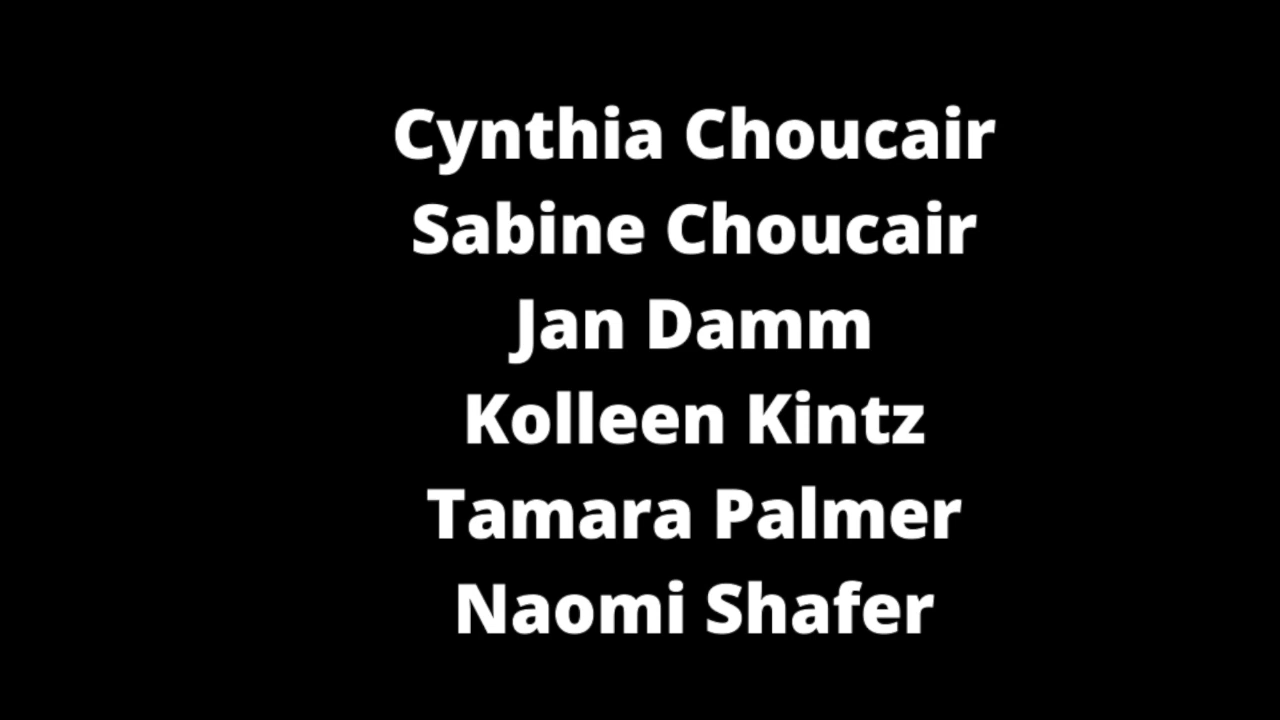 Cynthia Choucair
Sabine Choucair
Jan Damm
Kolleen Kintz
Tamara Palmer
Naomi Shafer